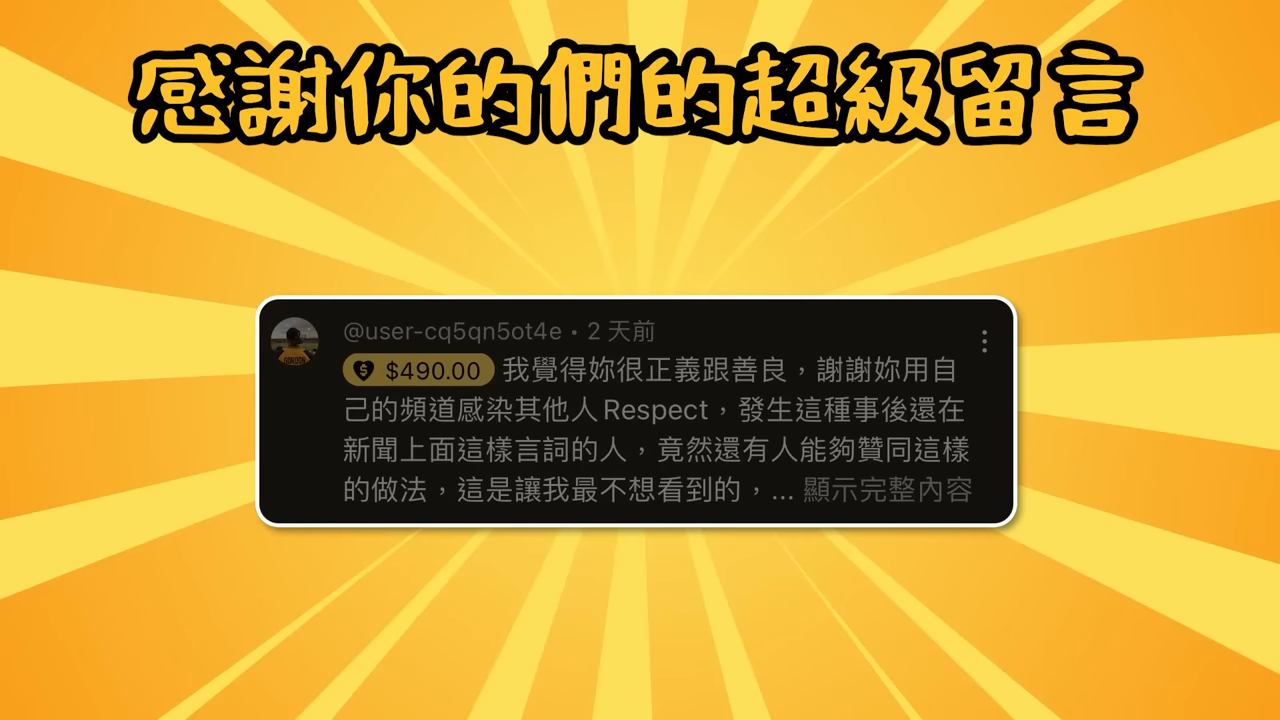 感謝你的們的超級留言
@user-cq5qn5ot4e • 2 天前
$490.00 我覺得妳很正義跟善良，謝謝妳用自
己的頻道感染其他人Respect，發生這種事後還在
新聞上面這樣言詞的人，竟然還有人能夠贊同這樣
的做法，這是讓我最不想看到的，... 顯示完整內容
GORDON